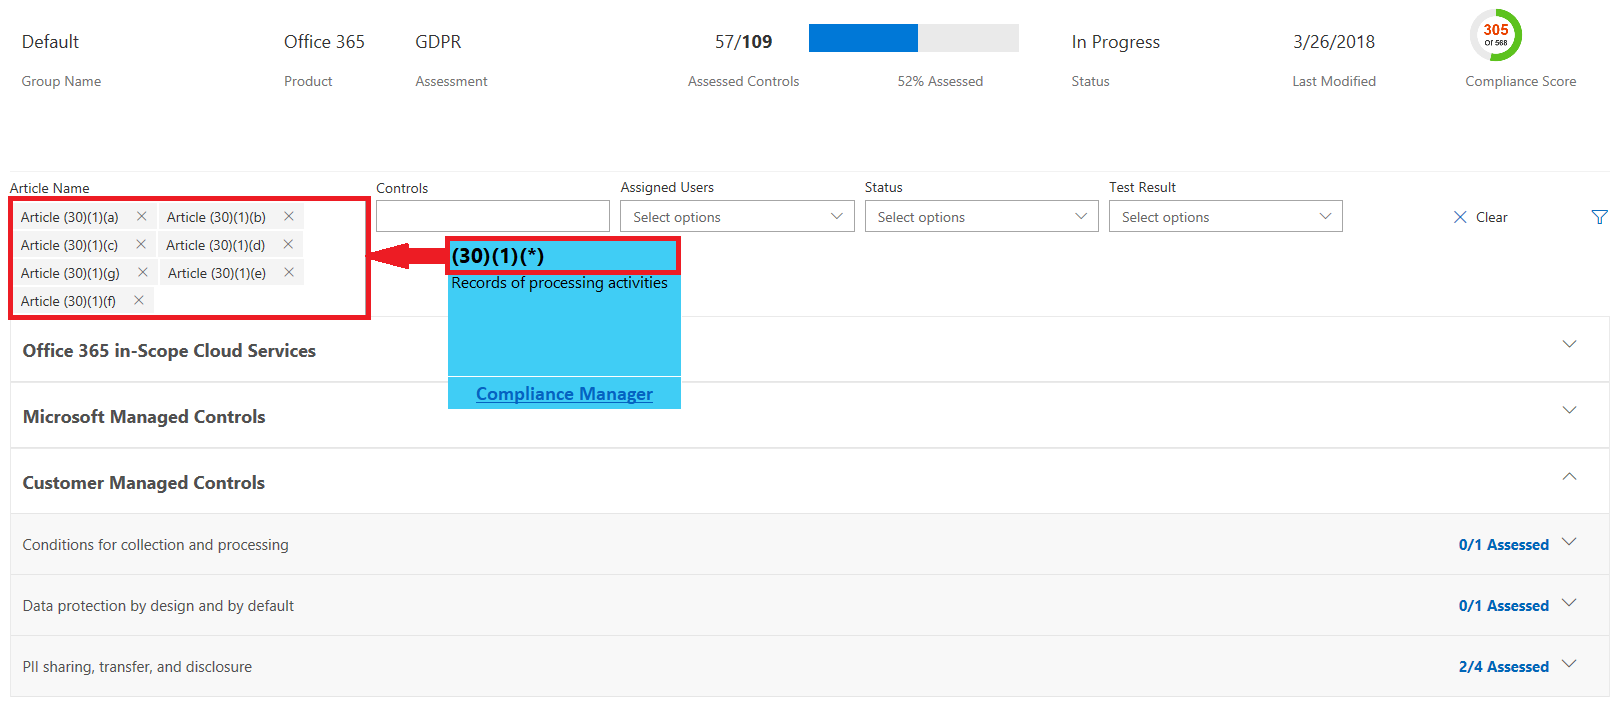 Default
Office 365
GDPR
57/109
In Progress
3/26/2018
305
Of 568
Group Name
Product
Assessment
Assessed Controls
52% Assessed
Status
Last Modified
Compliance Score
Article Name
Controls
Assigned Users
Status
Test Result
Article (30)(1)(a)
Article (30)(1)(b)
Article (30)(1)(c)
Article (30)(1)(d)
Article (30)(1)(g)
Article (30)(1)(e)
Article (30)(1)(f)
Select options
Select options
Select options
Clear
(30)(1)(*)
Records of processing activities
Compliance Manager
Office 365 in-Scope Cloud Services
Microsoft Managed Controls
Customer Managed Controls
Conditions for collection and processing
0/1 Assessed
Data protection by design and by default
0/1 Assessed
PII sharing, transfer, and disclosure
2/4 Assessed